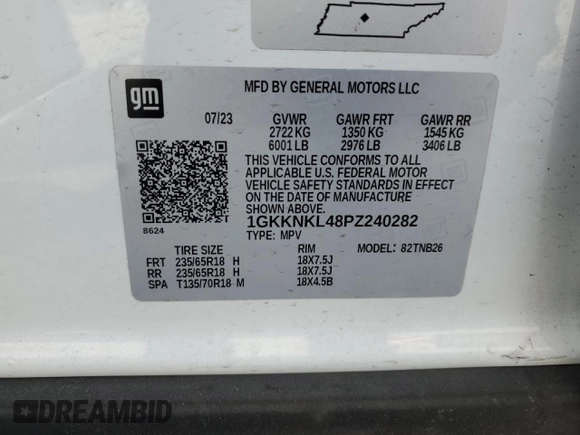 gm
MFD BY GENERAL MOTORS LLC
07/23 GVWR GAWR FRT GAWR RR
2722 KG 1350 KG 1545 KG
6001 LB 2976 LB 3406 LB
THIS VEHICLE CONFORMS TO ALL
APPLICABLE U.S. FEDERAL MOTOR
VEHICLE SAFETY STANDARDS IN EFFECT
ON THE DATE OF MANUFACTURE
SHOWN ABOVE.
8624
1GKKNKL48PZ240282
TYPE: MPV
TIRE SIZE RIM MODEL: 82TNB26
FRT 235/65R18 H 18X7.5J
RR 235/65R18 H 18X7.5J
SPA T135/70R18 M 18X4.5B
DREAMBID